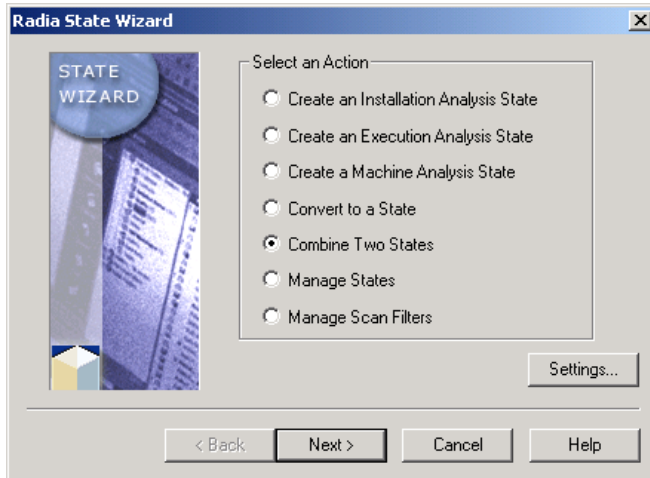 Radia State Wizard
STATE
WIZARD
Select an Action
Create an Installation Analysis State
Create an Execution Analysis State
Create a Machine Analysis State
Convert to a State
Combine Two States
Manage States
Manage Scan Filters
Settings...
< Back
Next >
Cancel
Help